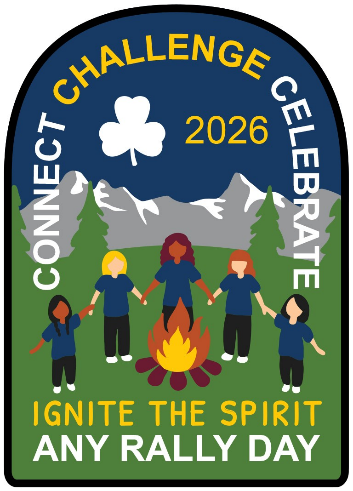 CONNECT CHALLENGE CELEBRATE
2026
IGNITE THE SPIRIT
ANY RALLY DAY